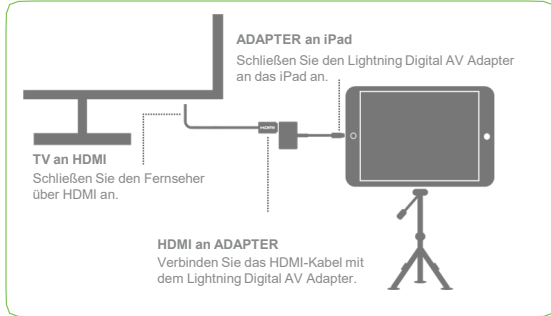 ADAPTER an iPad
Schließen Sie den Lightning Digital AV Adapter
an das iPad an.
HDMI
TV an HDMI
Schließen Sie den Fernseher
über HDMI an.
HDMI an ADAPTER
Verbinden Sie das HDMI-Kabel mit
dem Lightning Digital AV Adapter.